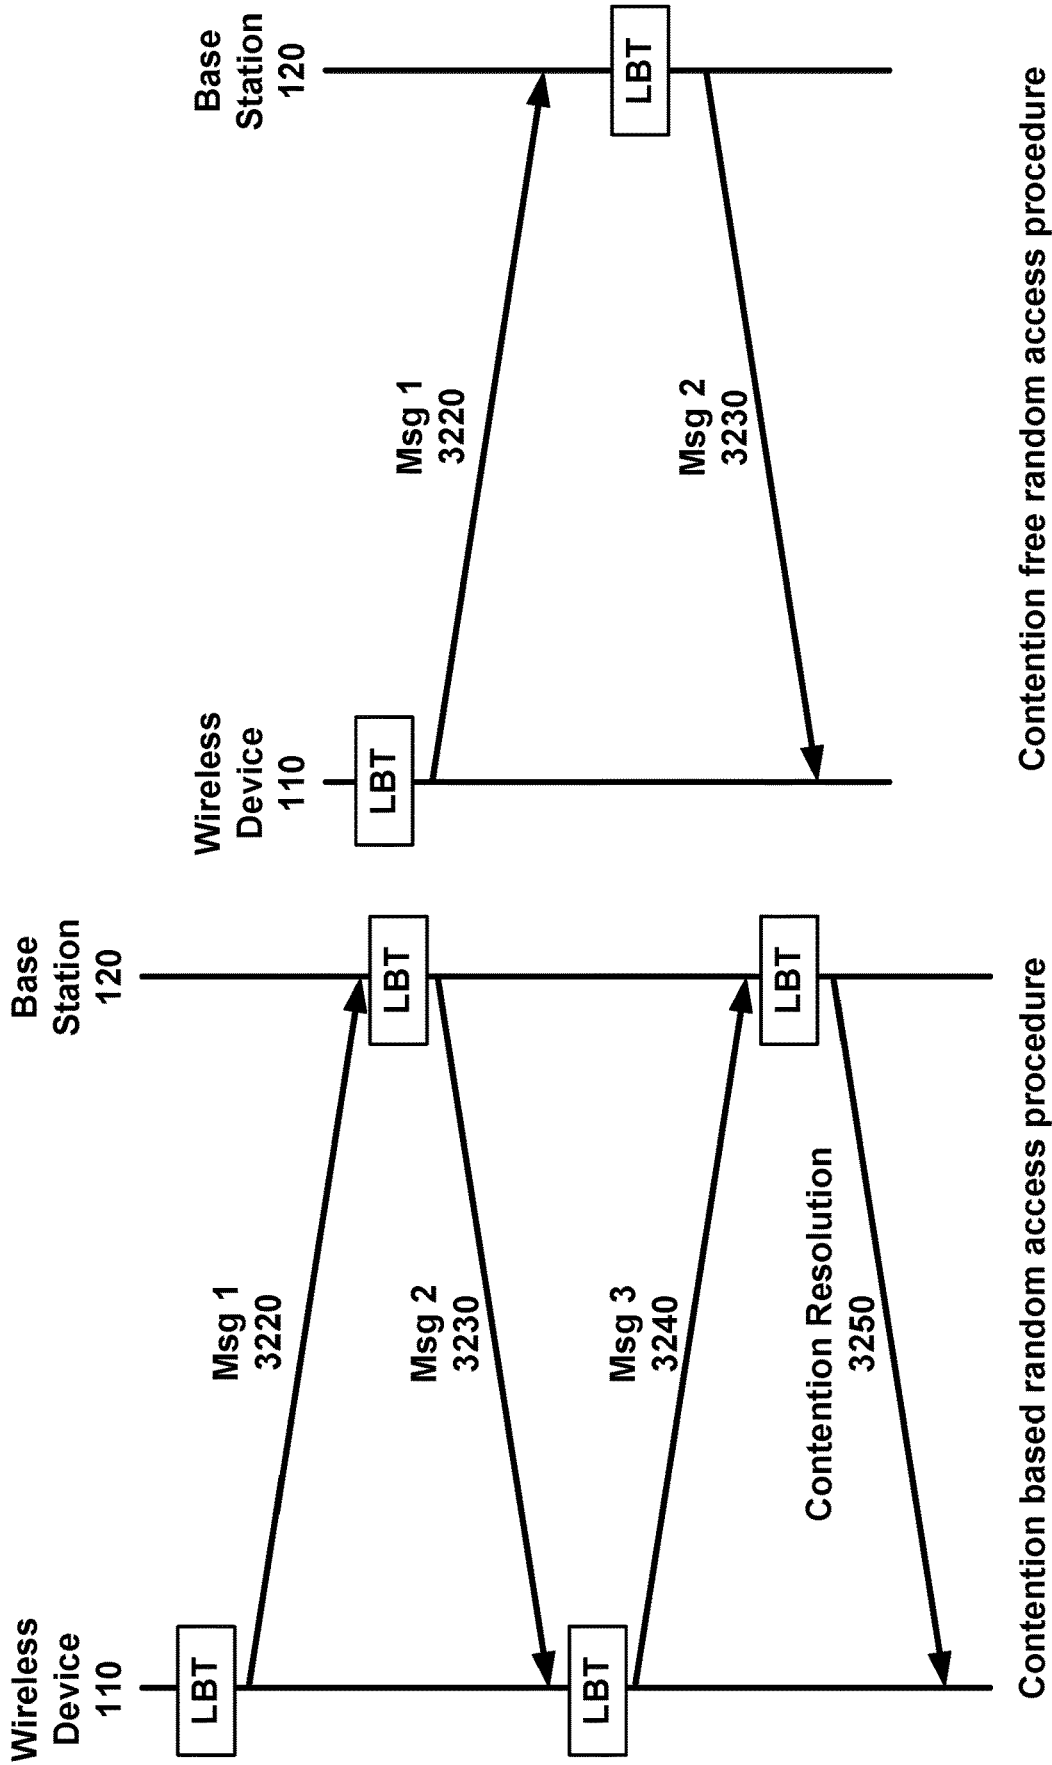 Wireless
Device
110
Base
Station
120
LBT
Msg 1
3220
LBT
Msg 2
3230
LBT
Msg 3
3240
LBT
Contention Resolution
3250
Contention based random access procedure
Wireless
Device
110
Base
Station
120
LBT
Msg 1
3220
LBT
Msg 2
3230
Contention free random access procedure